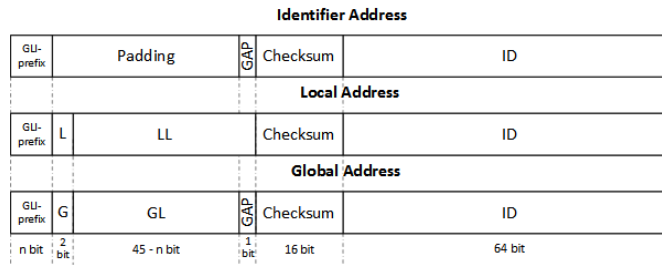 Identifier Address
GLI-prefix Padding GAP Checksum ID
Local Address
GLI-prefix L LL Checksum ID
Global Address
GLI-prefix G GL GAP Checksum ID
n bit 2 bit 45 - n bit 1 bit 16 bit 64 bit